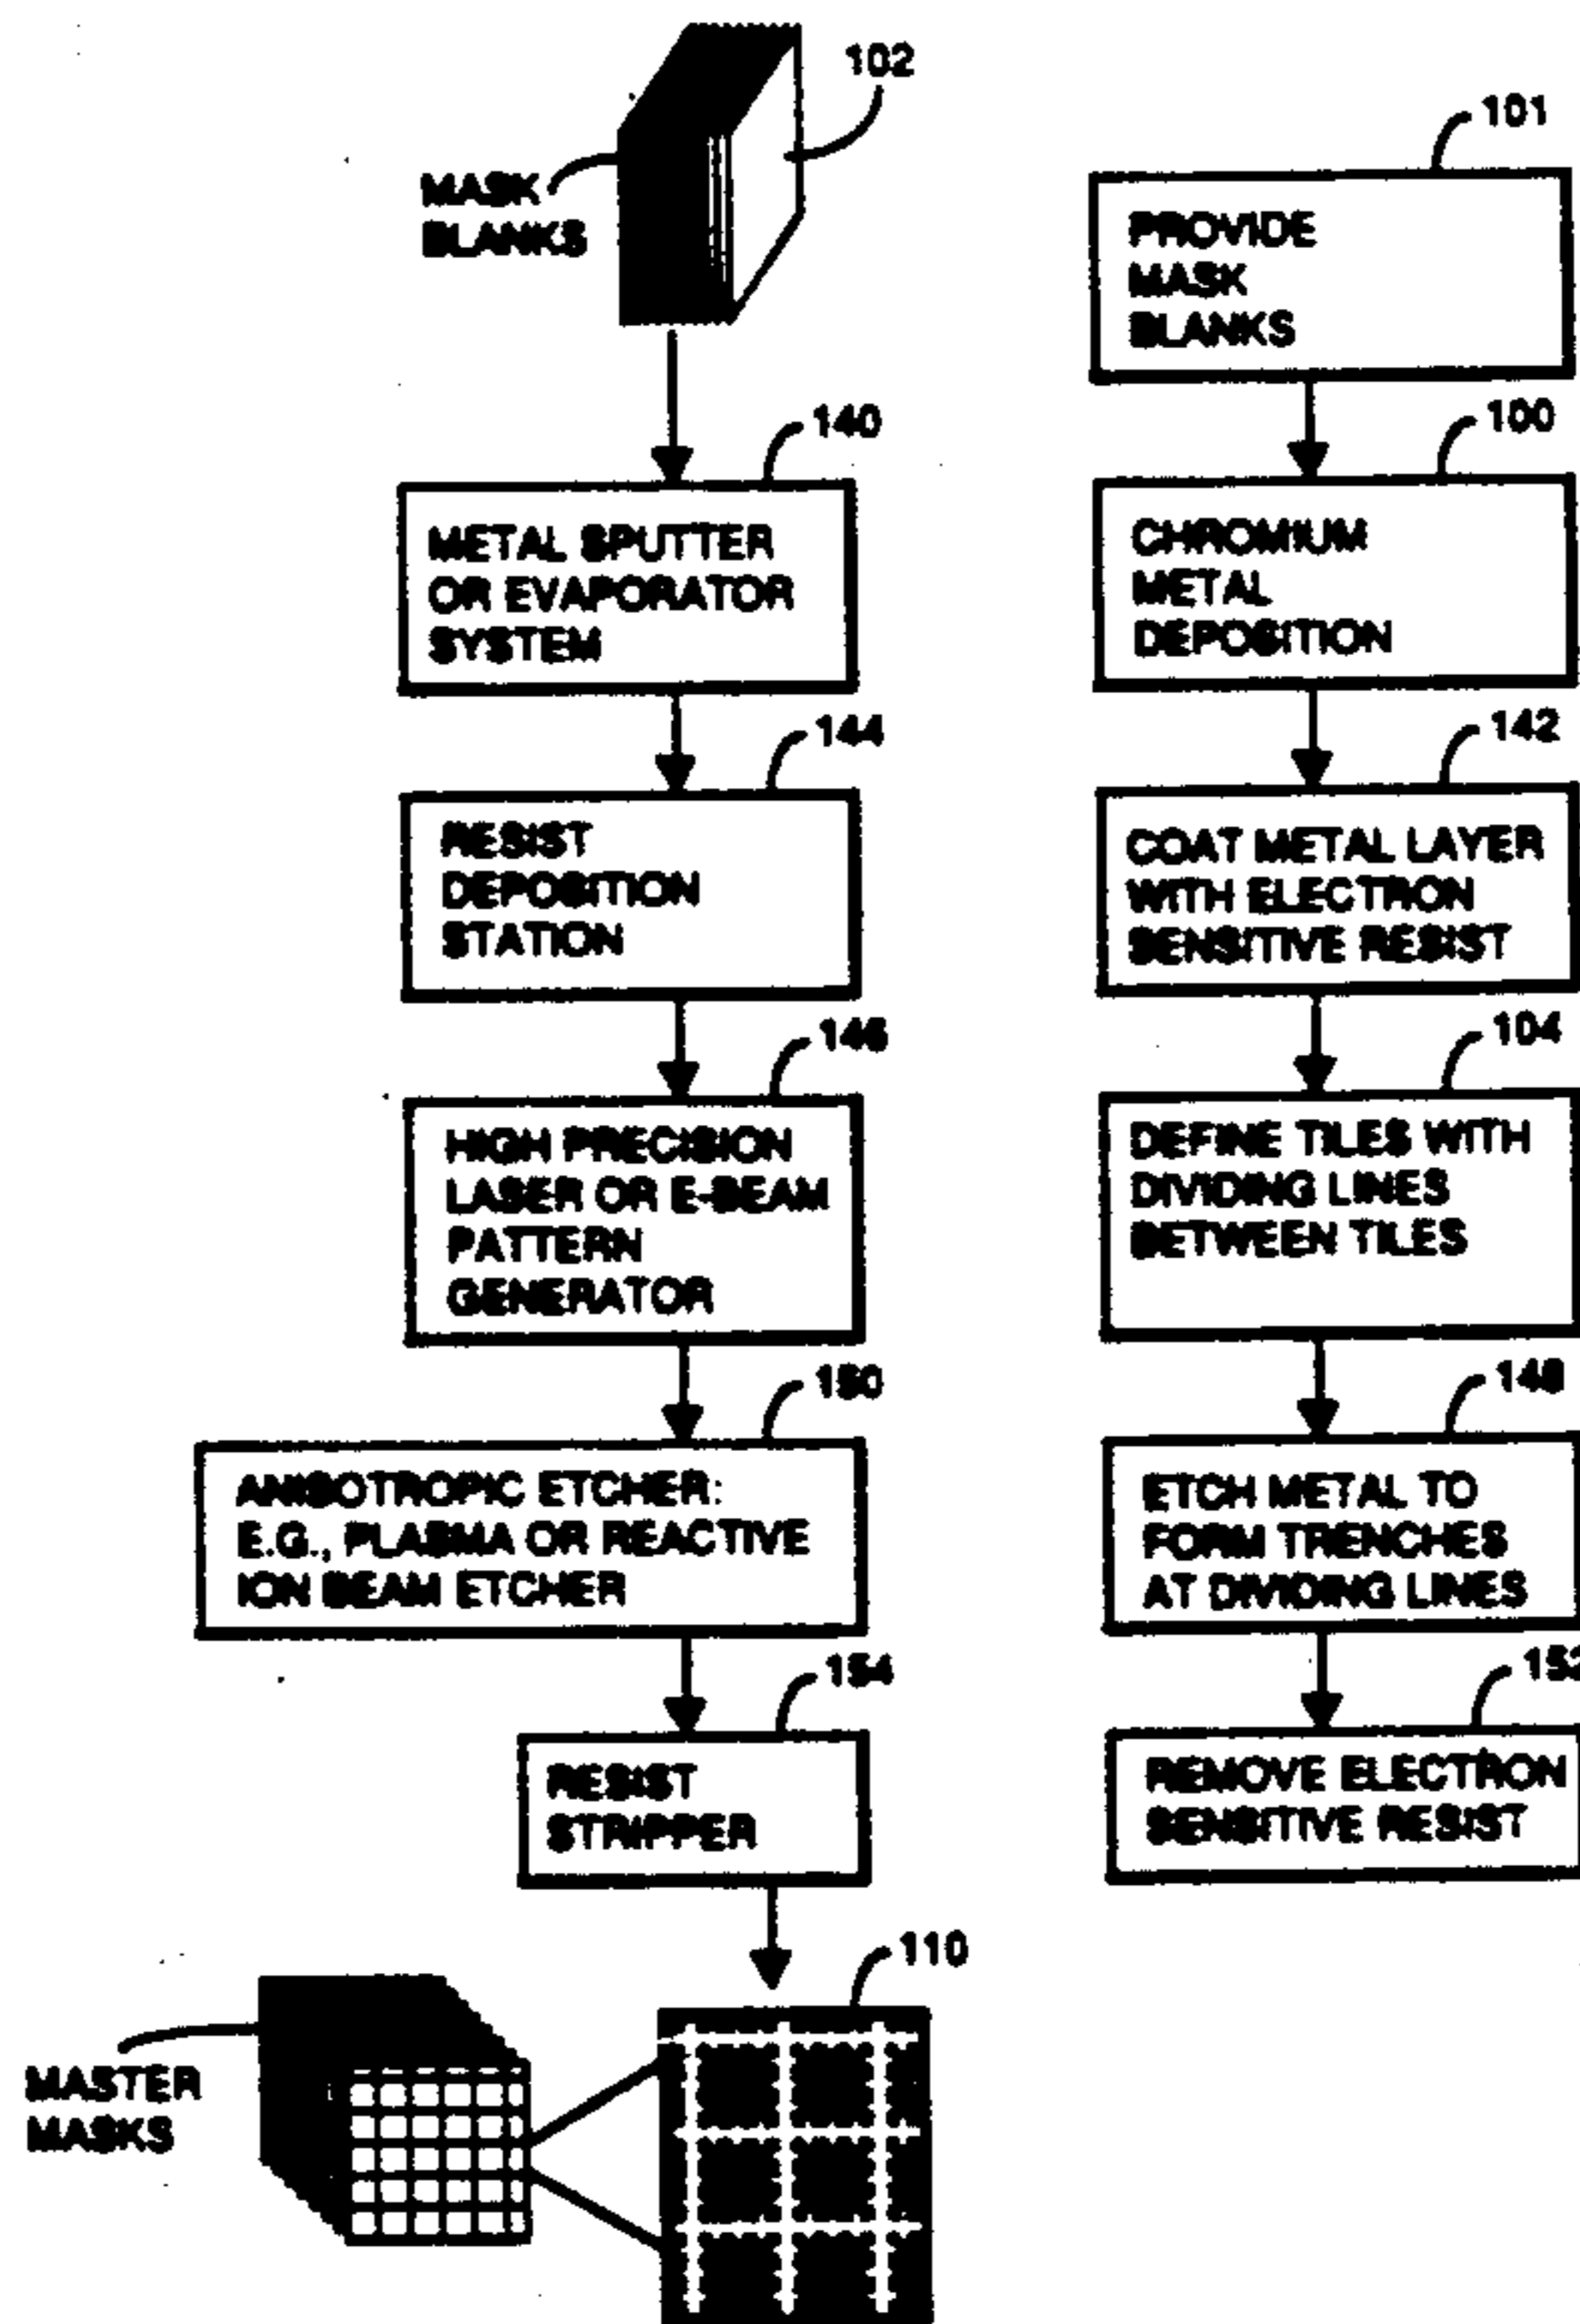 102
MASK
BLANKS
140
METAL SPUTTER
OR EVAPORATOR
SYSTEM
144
RESIST
DEPOSITION
STATION
146
HIGH PRECISION
LASER OR E-BEAM
PATTERN
GENERATOR
150
ANISOTROPIC ETCHER:
E.G., PLASMA OR REACTIVE
ION BEAM ETCHER
154
RESIST
STRIPPER
110
MASTER
MASKS
101
PROVIDE
MASK
BLANKS
100
CHROMIUM
METAL
DEPOSITION
142
COAT METAL LAYER
WITH ELECTRON
SENSITIVE RESIST
104
DEFINE TILES WITH
DIVIDING LINES
BETWEEN TILES
148
ETCH METAL TO
FORM TRENCHES
AT DIVIDING LINES
152
REMOVE ELECTRON
SENSITIVE RESIST